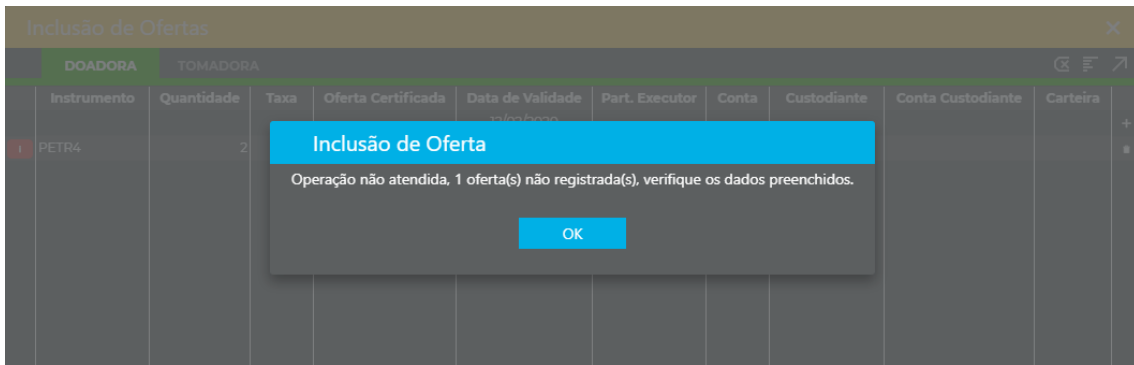 Inclusão de Ofertas
DOADORA TOMADORA
Instrumento Quantidade Taxa Oferta Certificada Data de Validade Part. Executor Conta Custodiante Conta Custodiante Carteira
Inclusão de Oferta
PETR4 2
Operação não atendida, 1 oferta(s) não registrada(s), verifique os dados preenchidos.
OK